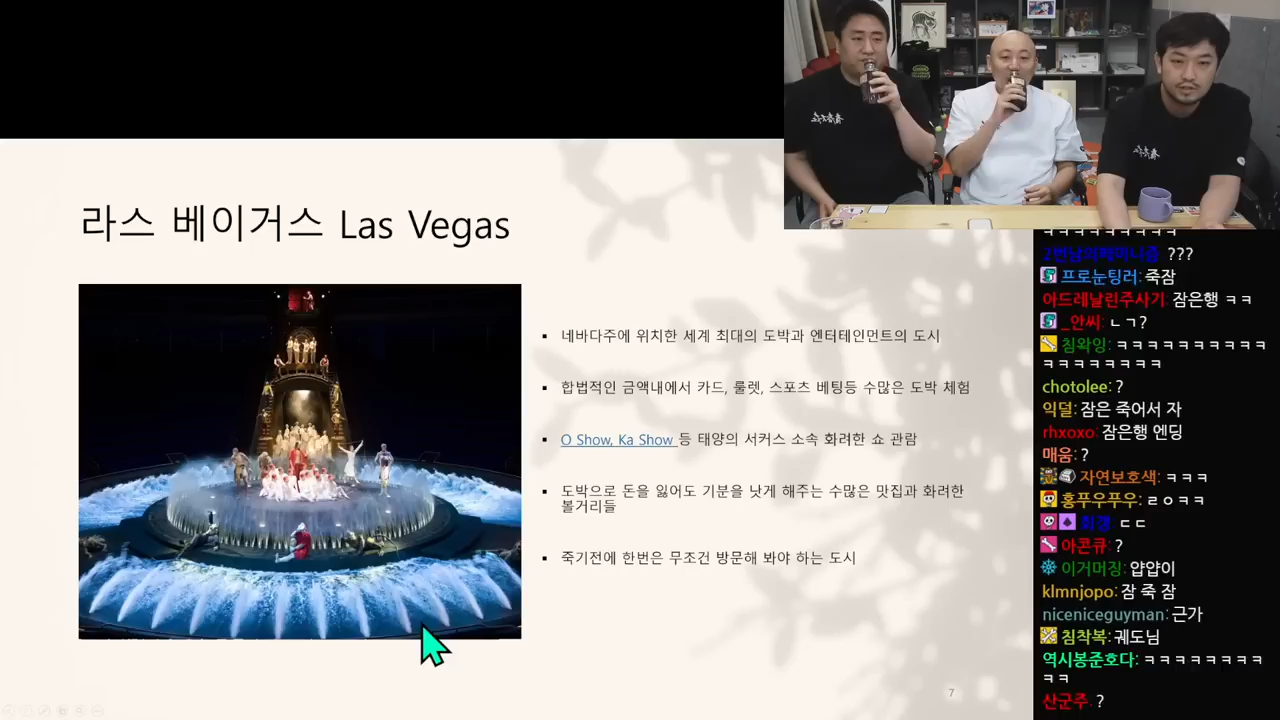 라스 베이거스 Las Vegas
▪ 네바다주에 위치한 세계 최대의 도박과 엔터테인먼트의 도시
▪ 합법적인 금액내에서 카드, 룰렛, 스포츠 베팅등 수많은 도박 체험
▪ O Show, Ka Show 등 태양의 서커스 소속 화려한 쇼 관람
▪ 도박으로 돈을 잃어도 기분을 낫게 해주는 수많은 맛집과 화려한
볼거리들
▪ 죽기전에 한번은 무조건 방문해 봐야 하는 도시
7
2번남의페미니즘 ???
프로눈팅러: 죽잠
아드레날린주사기: 잠은행 ㅋㅋ
_안씨: ㄴㄱ?
침왁잉: ㅋㅋㅋㅋㅋㅋㅋㅋㅋㅋ
ㅋㅋㅋㅋㅋㅋㅋㅋ
chotolee: ?
익덜: 잠은 죽어서 자
rhxoxo: 잠은행 엔딩
매움: ?
자연보호색: ㅋㅋㅋ
홍푸우푸우: ㄹㅇㅋㅋ
ㄷㄷ
아콘큐: ?
이거머징: 얍얍이
klmnjopo: 잠 죽 잠
niceniceguyman: 근가
침착복: 궤도님
역시봉준호다: ㅋㅋㅋㅋㅋㅋㅋㅋ
ㅋㅋ
산군주: ?